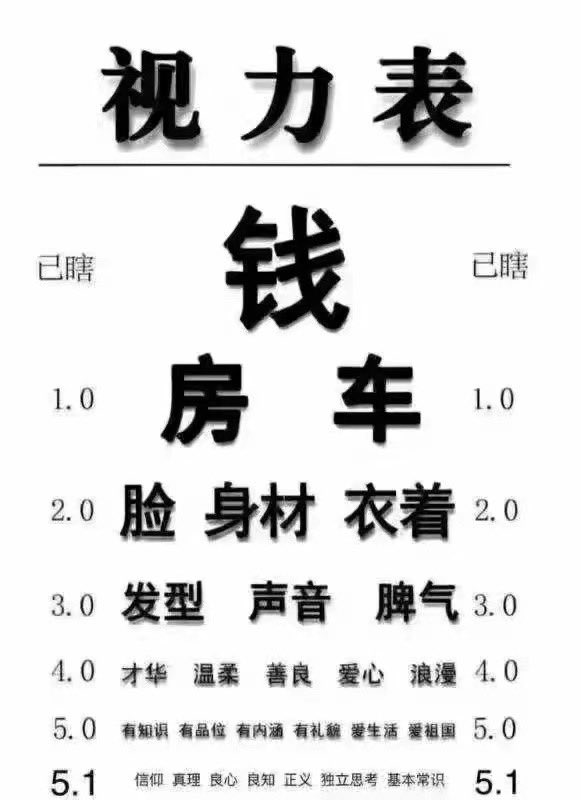 视力表
已瞎 钱 已瞎
1.0 房 车 1.0
2.0 脸 身材 衣着 2.0
3.0 发型 声音 脾气 3.0
4.0 才华 温柔 善良 爱心 浪漫 4.0
5.0 有知识 有品位 有内涵 有礼貌 爱生活 爱祖国 5.0
5.1 信仰 真理 良心 良知 正义 独立思考 基本常识 5.1